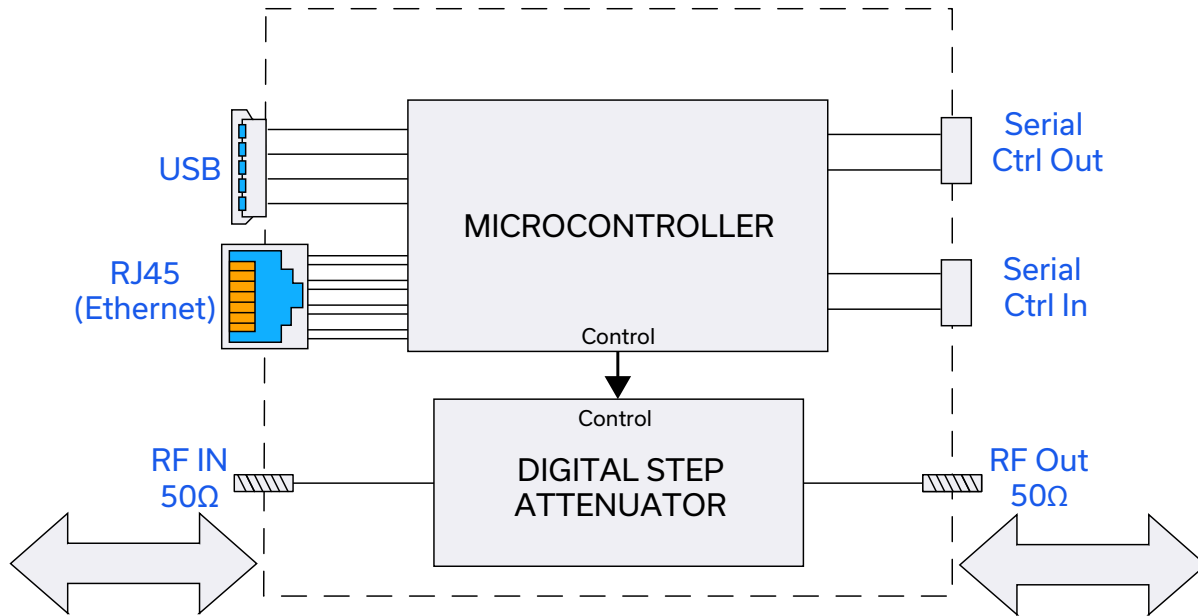 USB
RJ45
(Ethernet)
MICROCONTROLLER
Control
Serial
Ctrl Out
Serial
Ctrl In
Control
DIGITAL STEP
ATTENUATOR
RF IN
50Ω
RF Out
50Ω